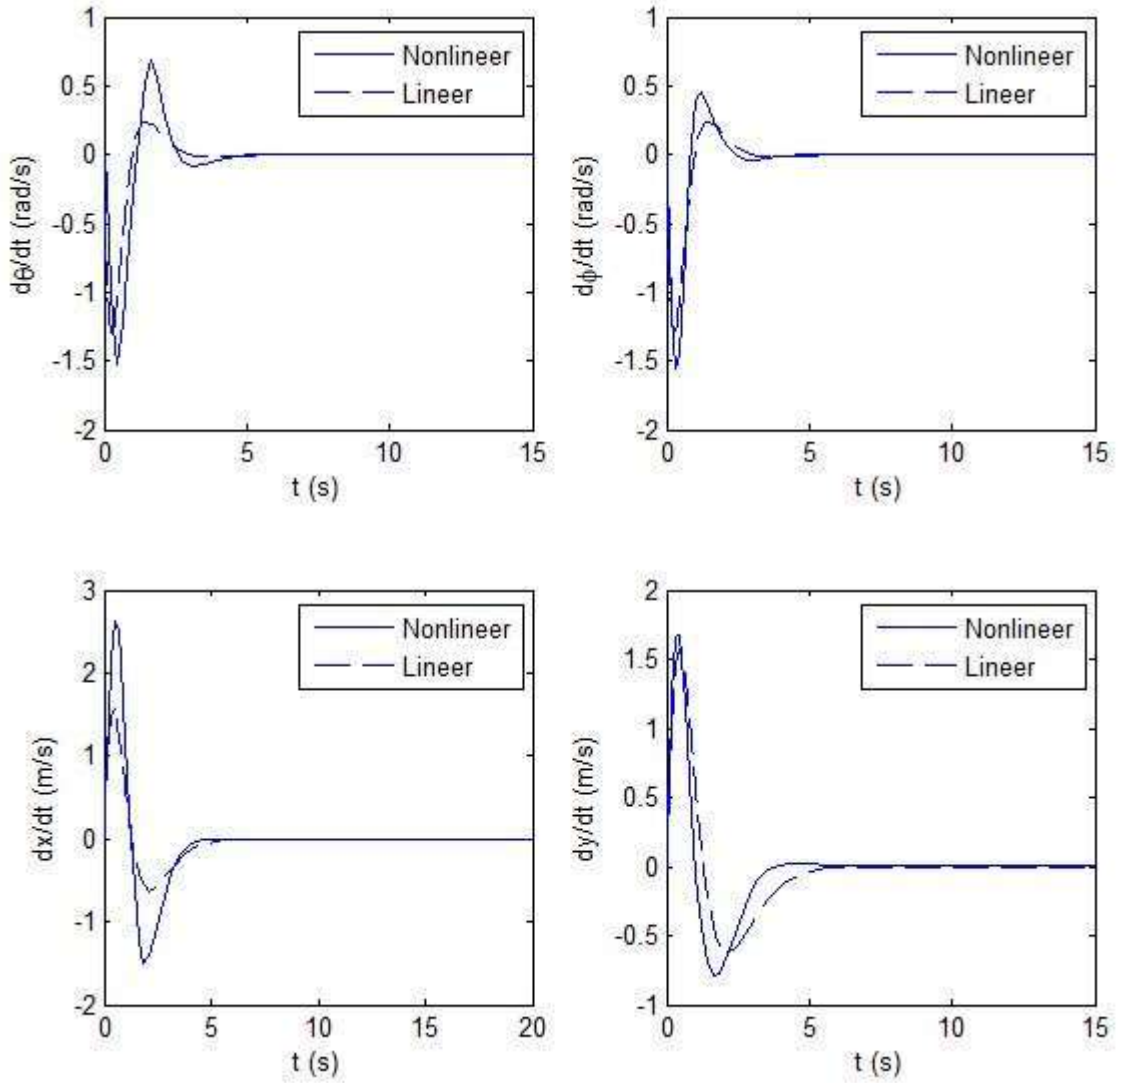 1
0.5
0
-0.5
-1
-1.5
-2
dθ/dt (rad/s)
Nonlineer
Lineer
0 5 10 15
t (s)
1
0.5
0
-0.5
-1
-1.5
-2
dϕ/dt (rad/s)
Nonlineer
Lineer
0 5 10 15
t (s)
3
2
1
0
-1
-2
dx/dt (m/s)
Nonlineer
Lineer
0 5 10 15 20
t (s)
2
1.5
1
0.5
0
-0.5
-1
dy/dt (m/s)
Nonlineer
Lineer
0 5 10 15
t (s)